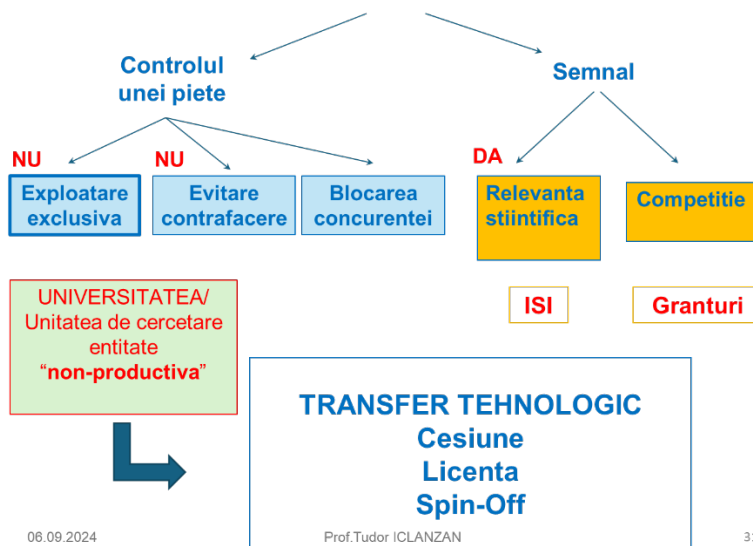 Controlul
unei piete
Semnal
NU
NU
DA
Exploatare
exclusiva
Evitare
contrafacere
Blocarea
concurentei
Relevanta
stiintifica
Competitie
UNIVERSITATEA/
Unitatea de cercetare
entitate
“non-productiva”
ISI
Granturi
TRANSFER TEHNOLOGIC
Cesiune
Licenta
Spin-Off
06.09.2024
Prof.Tudor ICLANZAN